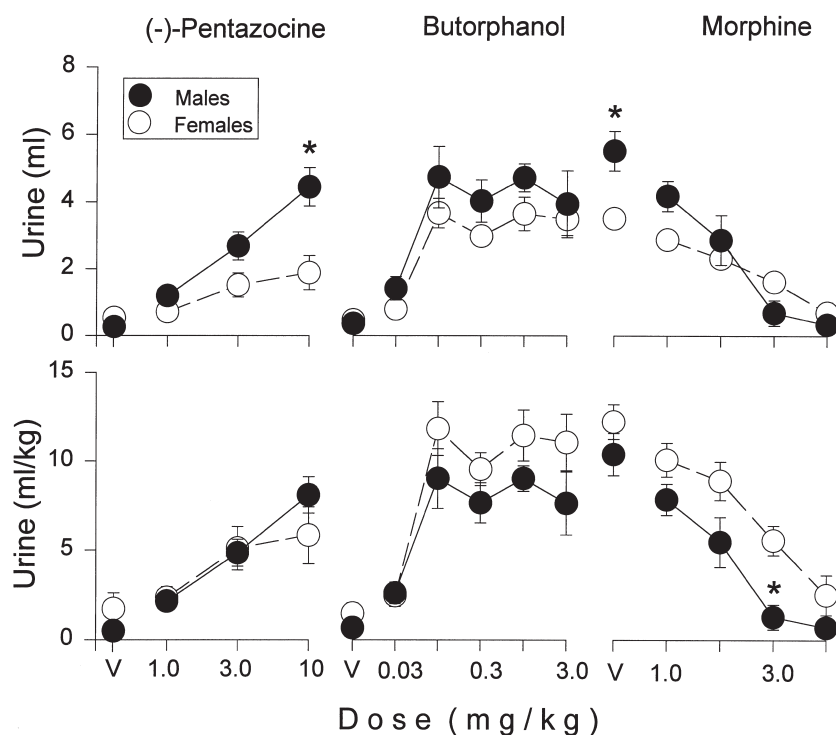 (-)-Pentazocine Butorphanol Morphine
8
Males
Females
*
*
6
4
2
0
Urine (ml)
15
10
5
0
Urine (ml/kg)
*
V 1.0 3.0 10 V 0.03 0.3 3.0 V 1.0 3.0
Dose (mg/kg)